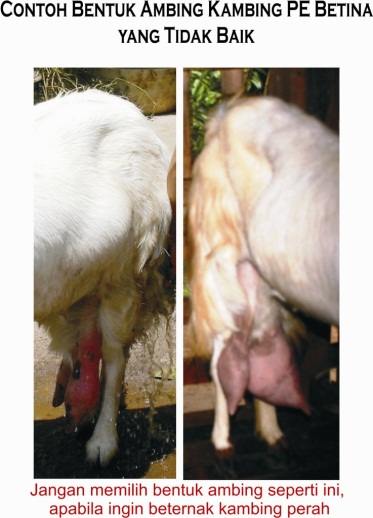 CONTOH BENTUK AMBING KAMBING PE BETINA
YANG TIDAK BAIK
Jangan memilih bentuk ambing seperti ini,
apabila ingin beternak kambing perah